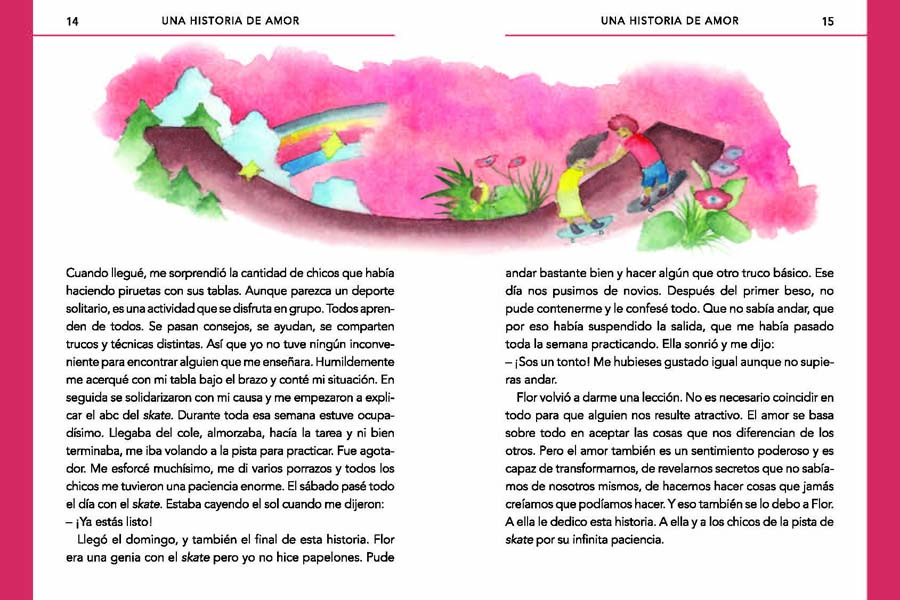 14
UNA HISTORIA DE AMOR
Cuando llegué, me sorprendió la cantidad de chicos que había
haciendo piruetas con sus tablas. Aunque parezca un deporte
solitario, es una actividad que se disfruta en grupo. Todos apren-
den de todos. Se pasan consejos, se ayudan, se comparten
trucos y técnicas distintas. Así que yo no tuve ningún inconve-
niente para encontrar alguien que me enseñara. Humildemente
me acerqué con mi tabla bajo el brazo y conté mi situación. En
seguida se solidarizaron con mi causa y me empezaron a expli-
car el abc del skate. Durante toda esa semana estuve ocupa-
dísimo. Llegaba del cole, almorzaba, hacía la tarea y ni bien
terminaba, me iba volando a la pista para practicar. Fue agota-
dor. Me esforcé muchísimo, me di varios porrazos y todos los
chicos me tuvieron una paciencia enorme. El sábado pasé todo
el día con el skate. Estaba cayendo el sol cuando me dijeron:
– ¡Ya estás listo!
Llegó el domingo, y también el final de esta historia. Flor
era una genia con el skate pero yo no hice papelones. Pude
UNA HISTORIA DE AMOR
15
andar bastante bien y hacer algún que otro truco básico. Ese
día nos pusimos de novios. Después del primer beso, no
pude contenerme y le confesé todo. Que no sabía andar, que
por eso había suspendido la salida, que me había pasado
toda la semana practicando. Ella sonrió y me dijo:
– ¡Sos un tonto! Me hubieses gustado igual aunque no supie-
ras andar.
Flor volvió a darme una lección. No es necesario coincidir en
todo para que alguien nos resulte atractivo. El amor se basa
sobre todo en aceptar las cosas que nos diferencian de los
otros. Pero el amor también es un sentimiento poderoso y es
capaz de transformarnos, de revelarnos secretos que no sabía-
mos de nosotros mismos, de hacernos hacer cosas que jamás
creíamos que podíamos hacer. Y eso también se lo debo a Flor.
A ella le dedico esta historia. A ella y a los chicos de la pista de
skate por su infinita paciencia.